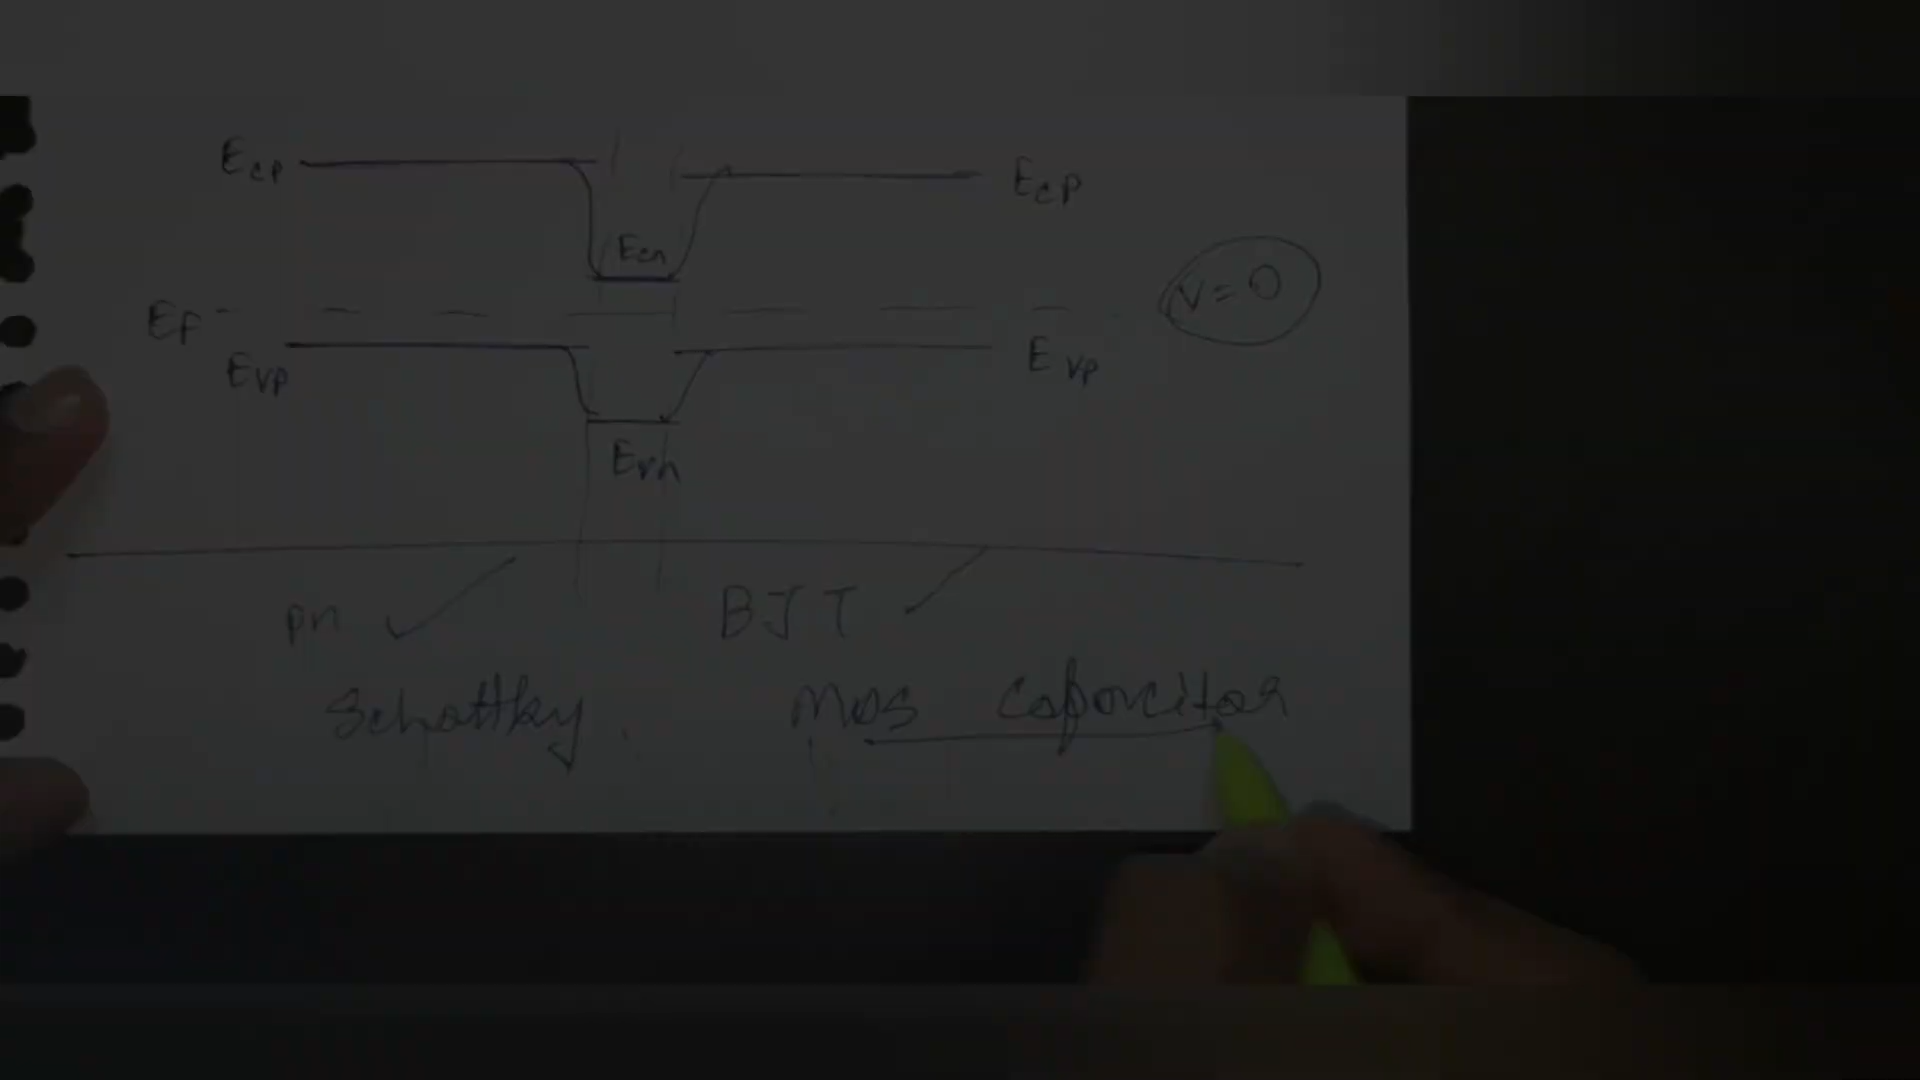 Ecp Ecp
Ecn
V = 0
EF
Evp Evp
Evn
pn BJT
Schottky. MOS Capacitor